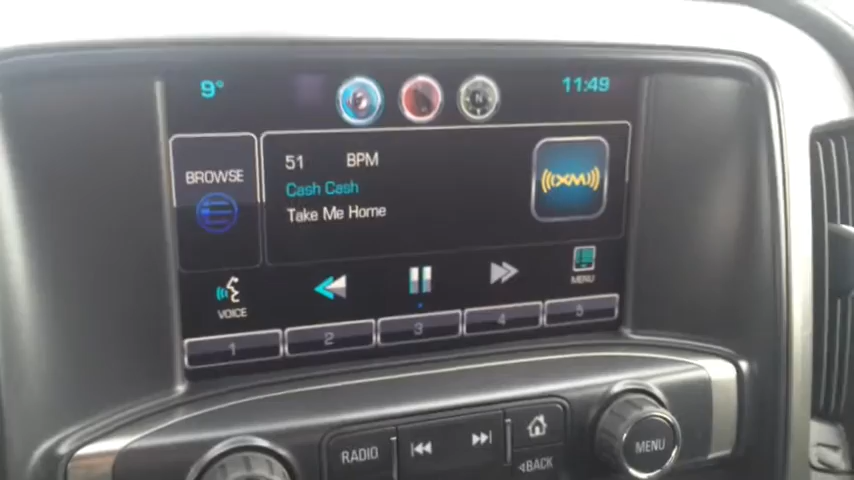 9°
N
11:49
BROWSE
51 BPM
Cash Cash
Take Me Home
((XM))
VOICE
MENU
1 2 3 4 5
RADIO
MENU
BACK